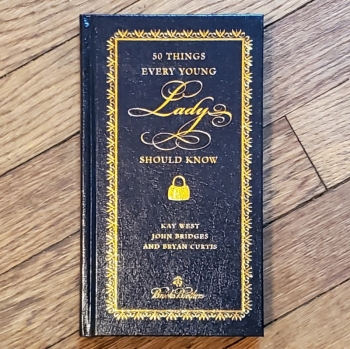 50 THINGS
EVERY YOUNG
Lady
SHOULD KNOW
KAY WEST
JOHN BRIDGES
AND BRYAN CURTIS
Brooks Brothers